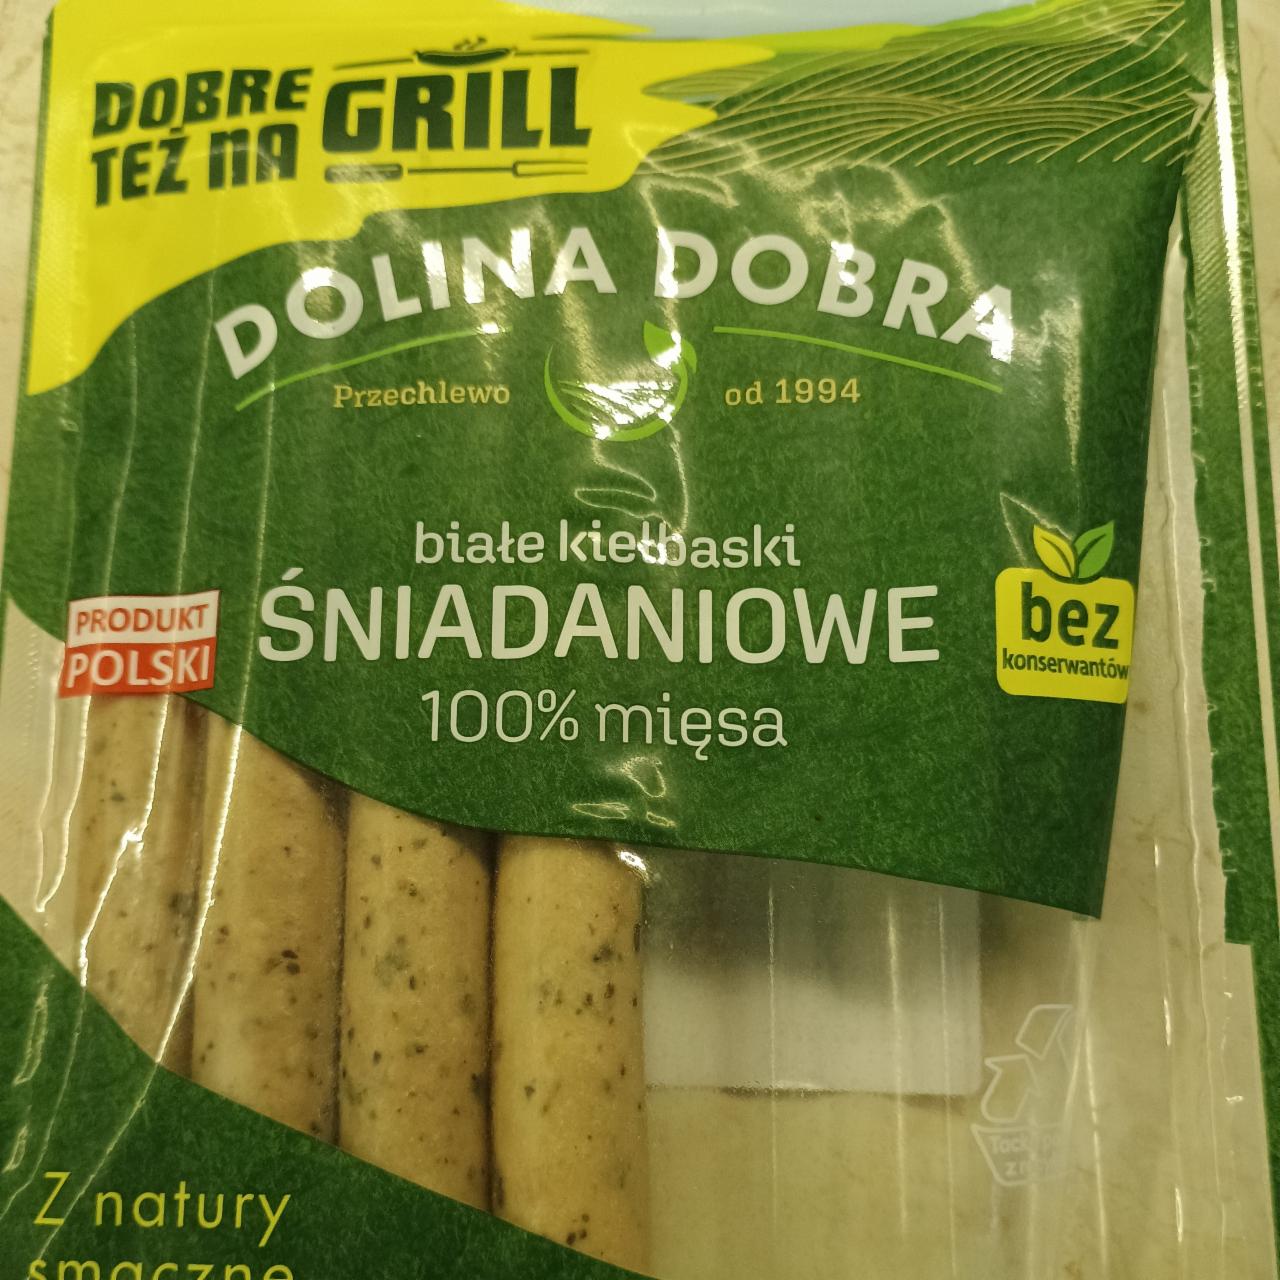 DOBRE
TEŻ NA GRILL
DOLINA DOBRA
Przechlewo od 1994
białe kiełbaski
ŚNIADANIOWE
100% mięsa
PRODUKT
POLSKI
bez
konserwantów
Z natury
smaczne